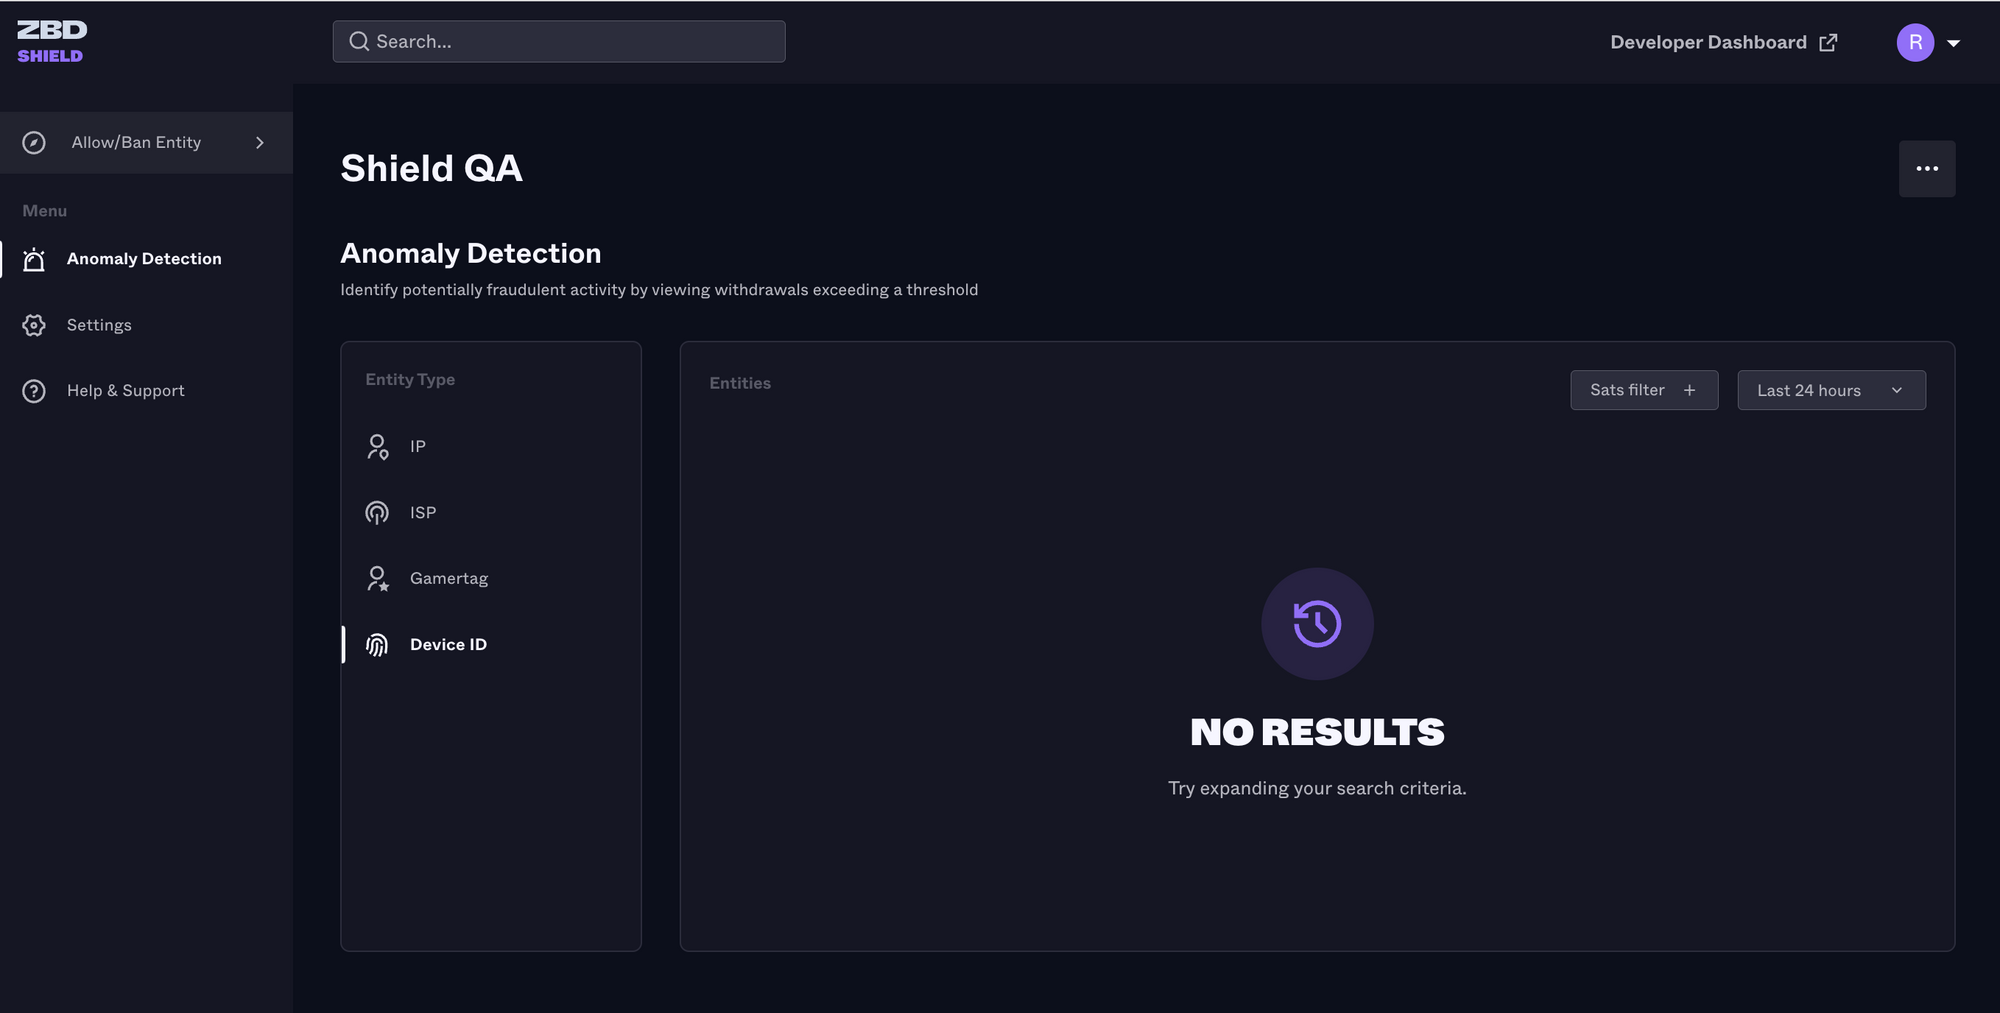 ZBD
SHIELD
Search...
Developer Dashboard
R
Allow/Ban Entity
Menu
Anomaly Detection
Settings
Help & Support
Shield QA
Anomaly Detection
Identify potentially fraudulent activity by viewing withdrawals exceeding a threshold
Entity Type
IP
ISP
Gamertag
Device ID
Entities
Sats filter +
Last 24 hours
NO RESULTS
Try expanding your search criteria.